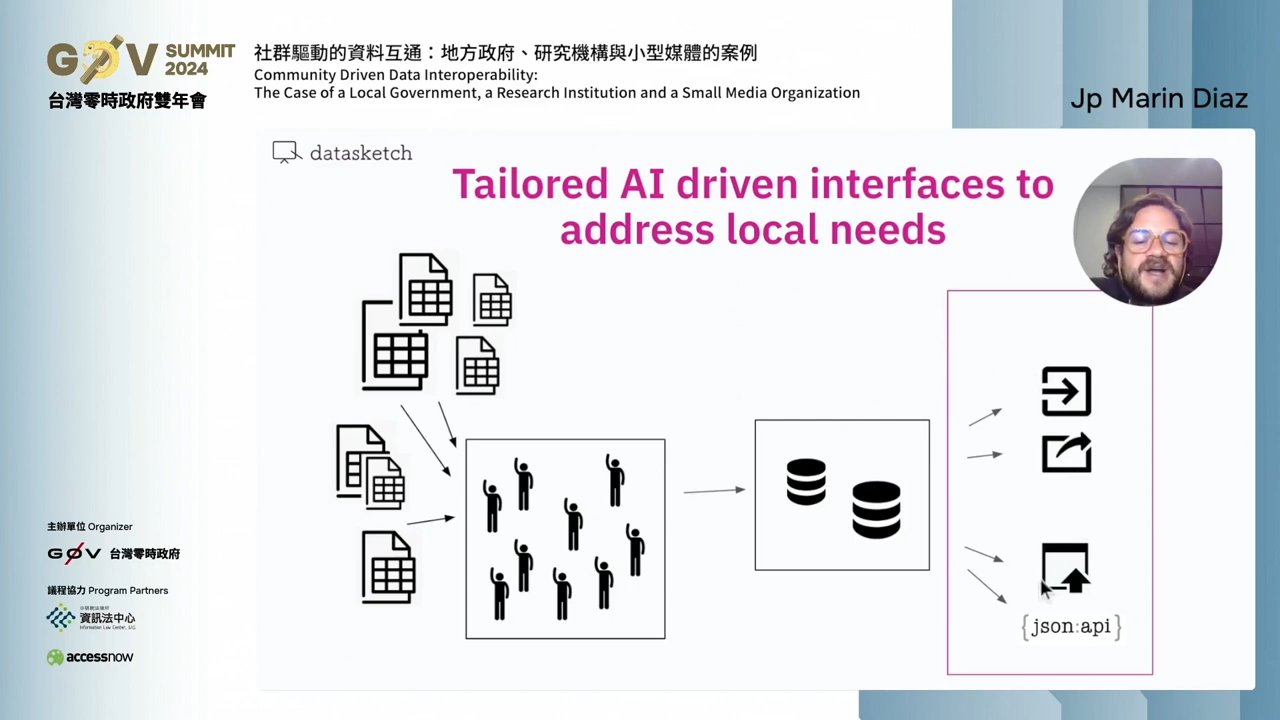 G0V SUMMIT 2024
台灣零時政府雙年會
社群驅動的資料互通：地方政府、研究機構與小型媒體的案例
Community Driven Data Interoperability:
The Case of a Local Government, a Research Institution and a Small Media Organization
Jp Marin Diaz
datasketch
Tailored AI driven interfaces to
address local needs
{json:api}
主辦單位 Organizer
G0V 台灣零時政府
議程協力 Program Partners
資訊法中心
Information Law Center, IIAS
accessnow